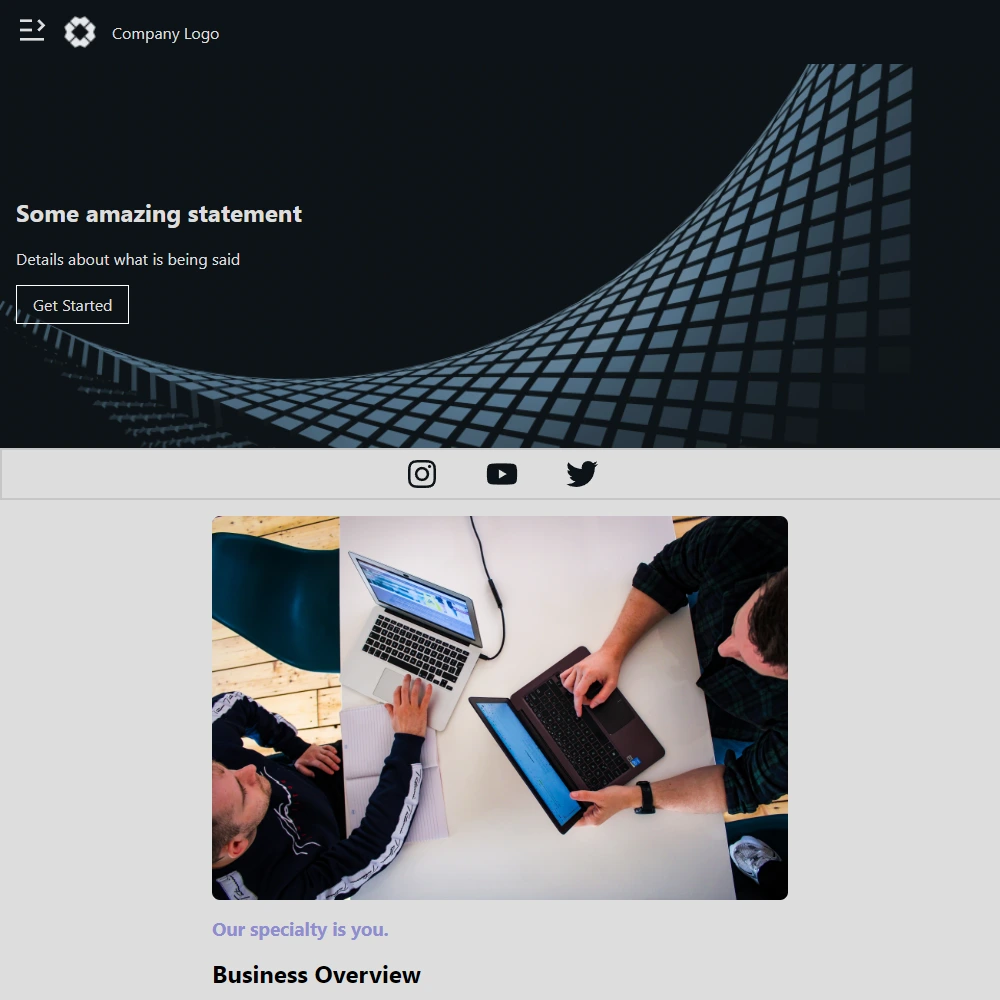 Company Logo
Some amazing statement
Details about what is being said
Get Started
Our specialty is you.
Business Overview